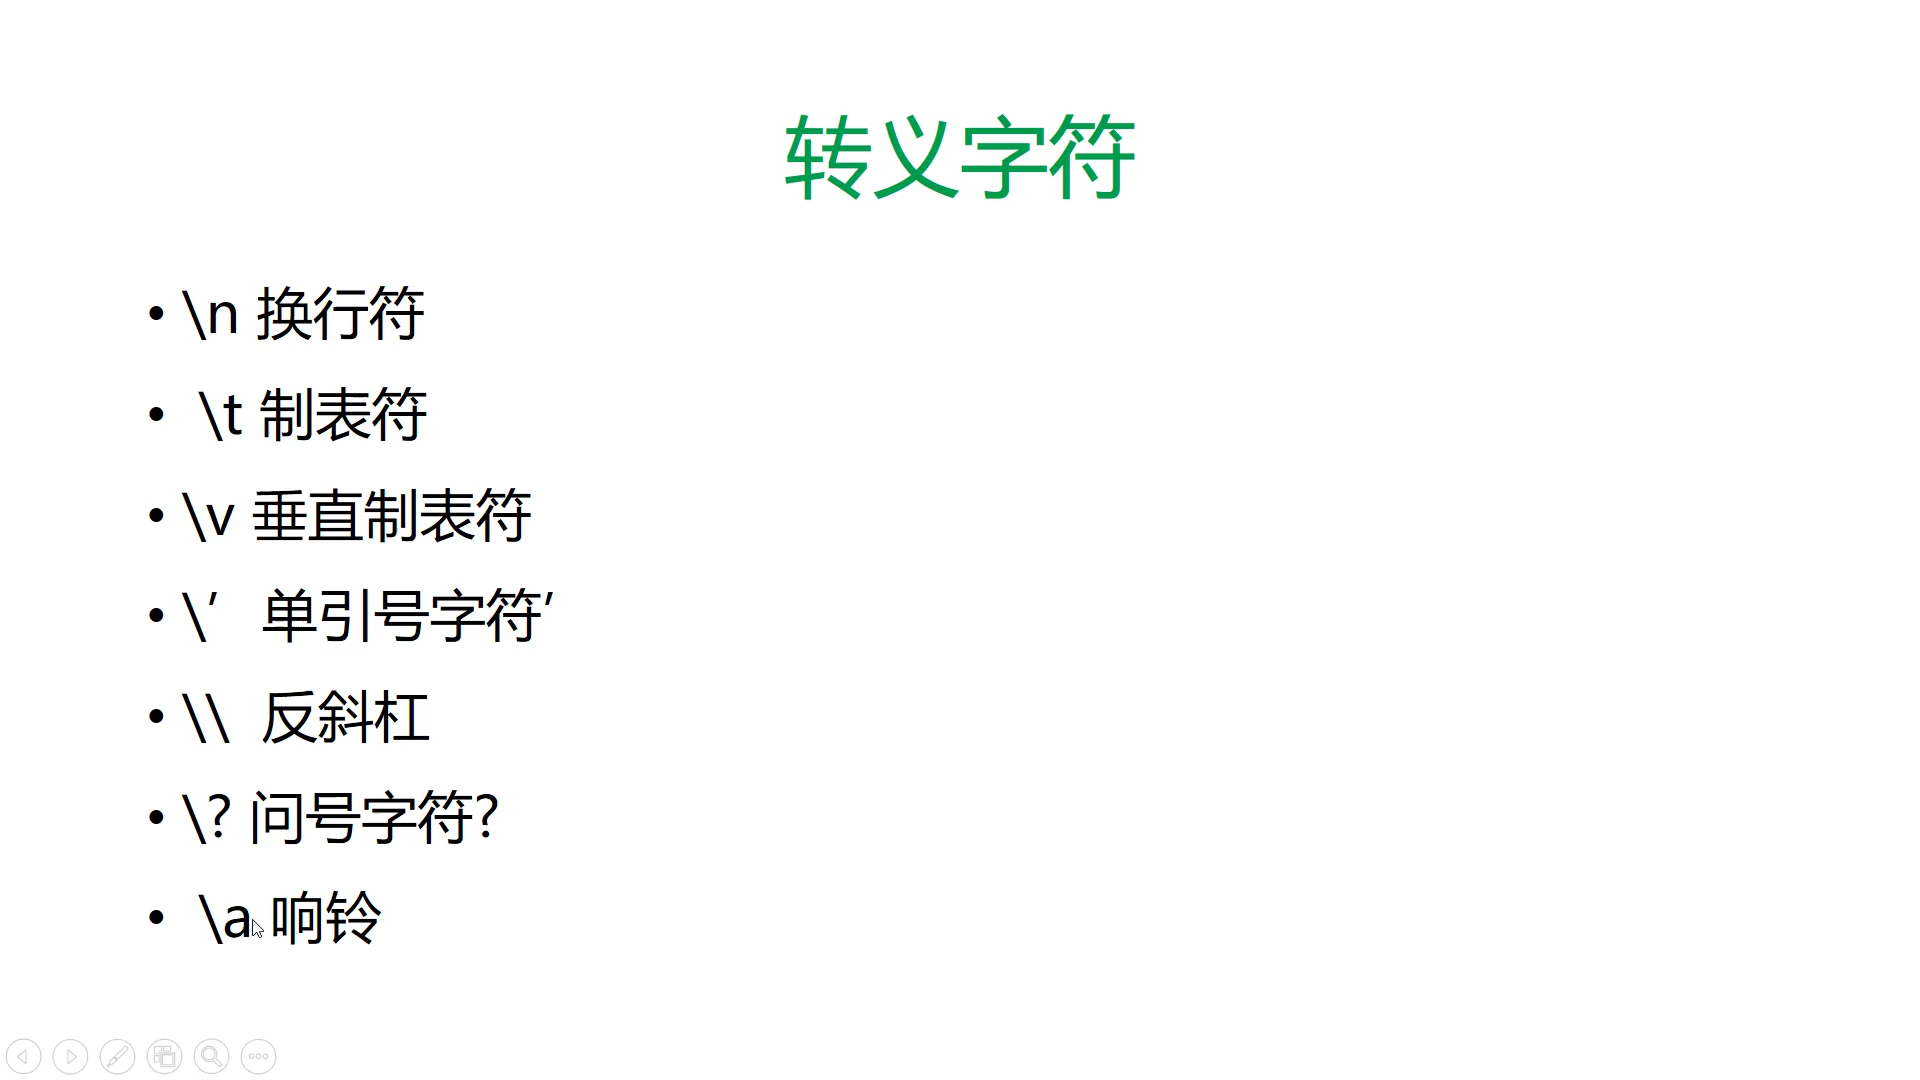 转义字符
• \n 换行符
• \t 制表符
• \v 垂直制表符
• \’ 单引号字符’
• \\ 反斜杠
• \? 问号字符?
• \a 响铃